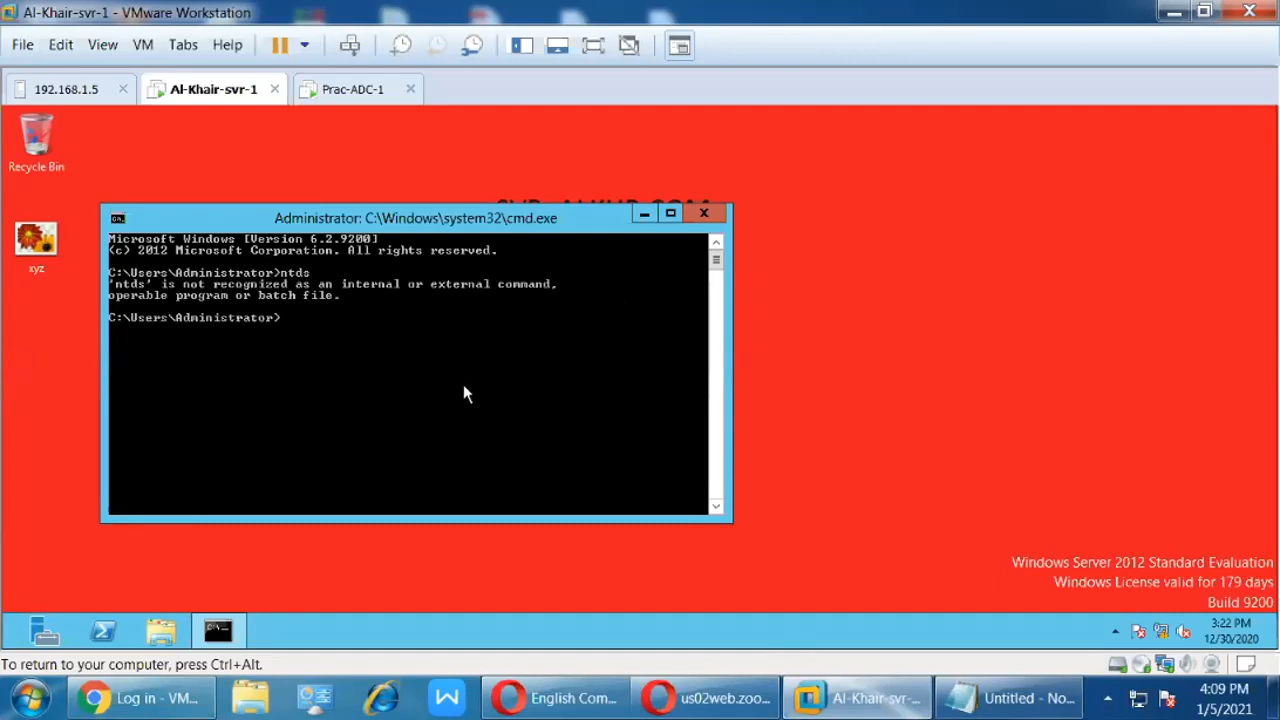 Al-Khair-svr-1 - VMware Workstation
File Edit View VM Tabs Help
192.168.1.5 Al-Khair-svr-1 Prac-ADC-1
Recycle Bin
xyz
Administrator: C:\Windows\system32\cmd.exe
Microsoft Windows [Version 6.2.9200]
(c) 2012 Microsoft Corporation. All rights reserved.
C:\Users\Administrator>ntds
'ntds' is not recognized as an internal or external command,
operable program or batch file.
C:\Users\Administrator>
Windows Server 2012 Standard Evaluation
Windows License valid for 179 days
Build 9200
3:22 PM
12/30/2020
To return to your computer, press Ctrl+Alt.
Log in - VM... English Com... us02web.zoo... Al-Khair-svr-... Untitled - No...
4:09 PM
1/5/2021